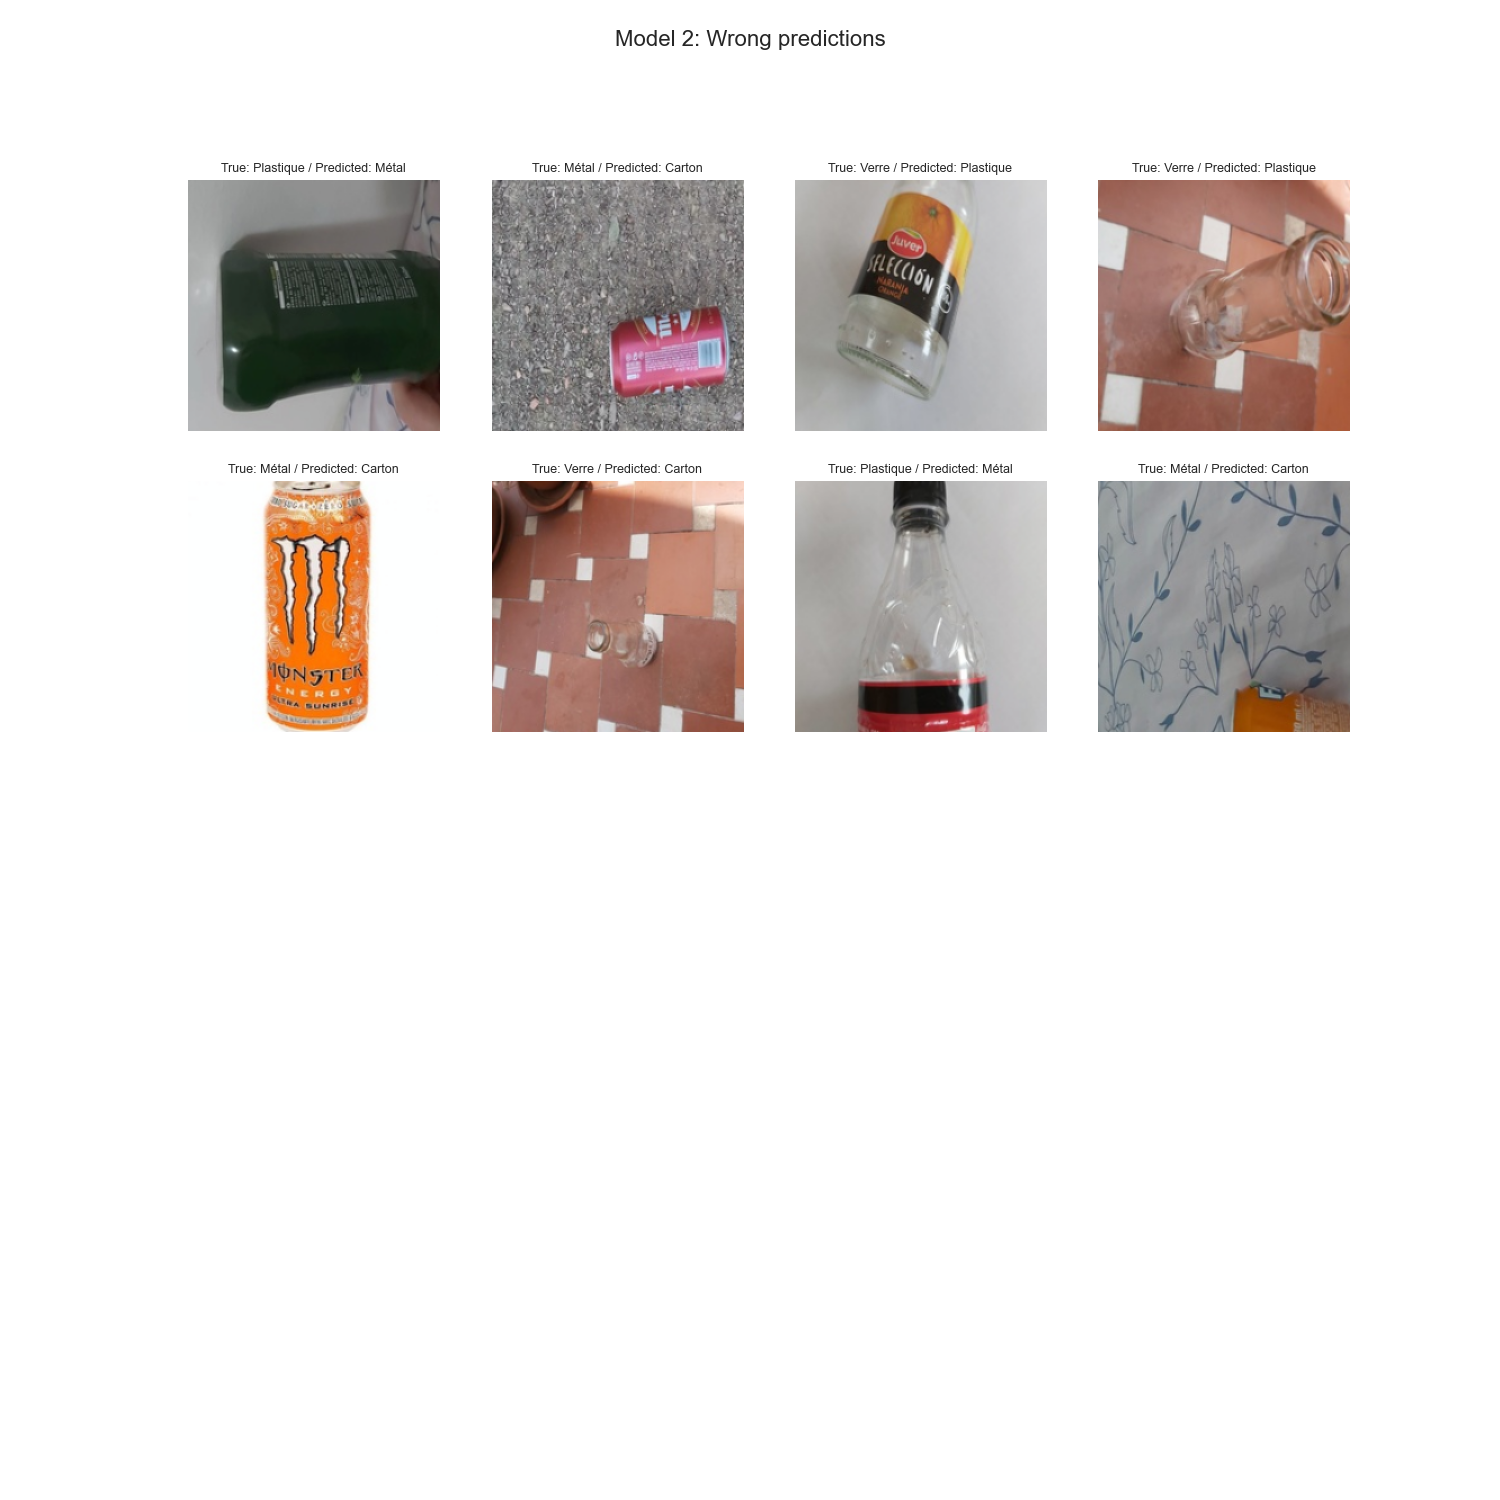 Model 2: Wrong predictions
True: Plastique / Predicted: Métal
True: Métal / Predicted: Carton
True: Verre / Predicted: Plastique
True: Verre / Predicted: Plastique
Juver
SELECCIÓN
NARANJA
ORANGE
True: Métal / Predicted: Carton
True: Verre / Predicted: Carton
True: Plastique / Predicted: Métal
True: Métal / Predicted: Carton
MONSTER
ENERGY
ULTRA SUNRISE